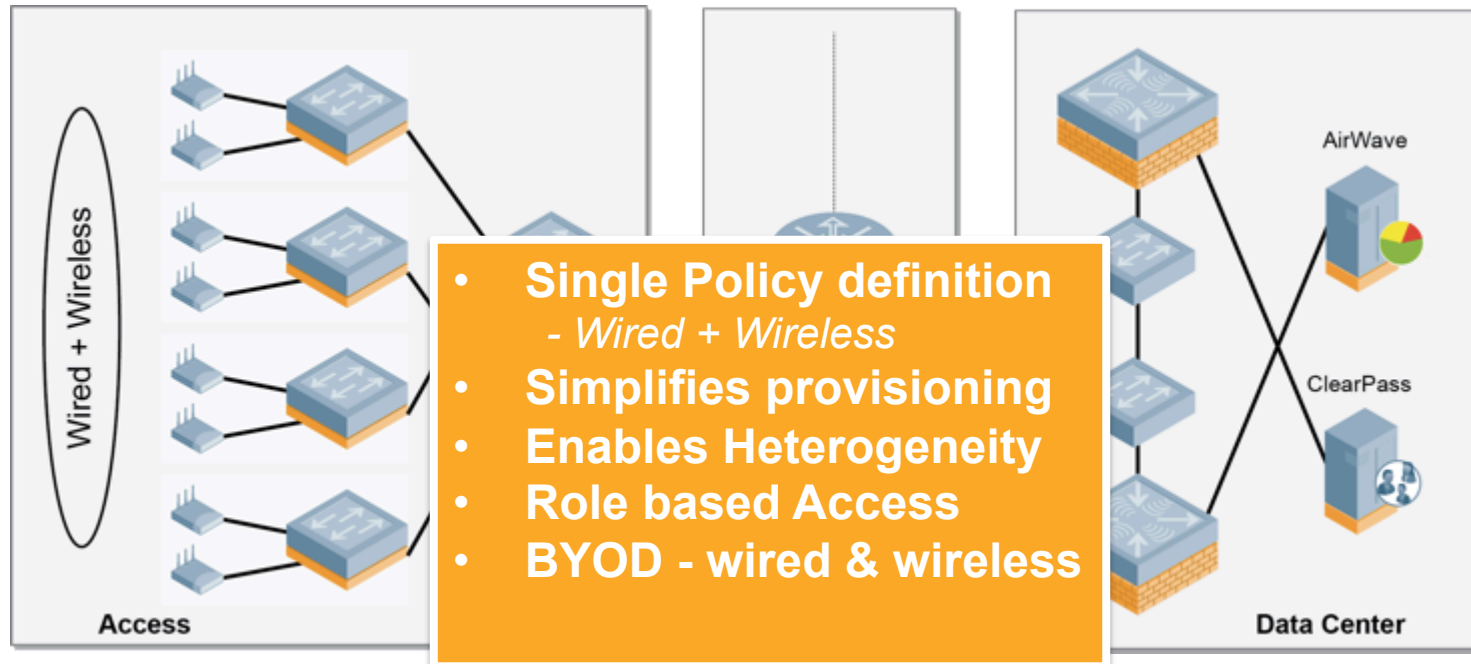 Wired + Wireless
Access
• Single Policy definition
- Wired + Wireless
• Simplifies provisioning
• Enables Heterogeneity
• Role based Access
• BYOD - wired & wireless
AirWave
ClearPass
Data Center